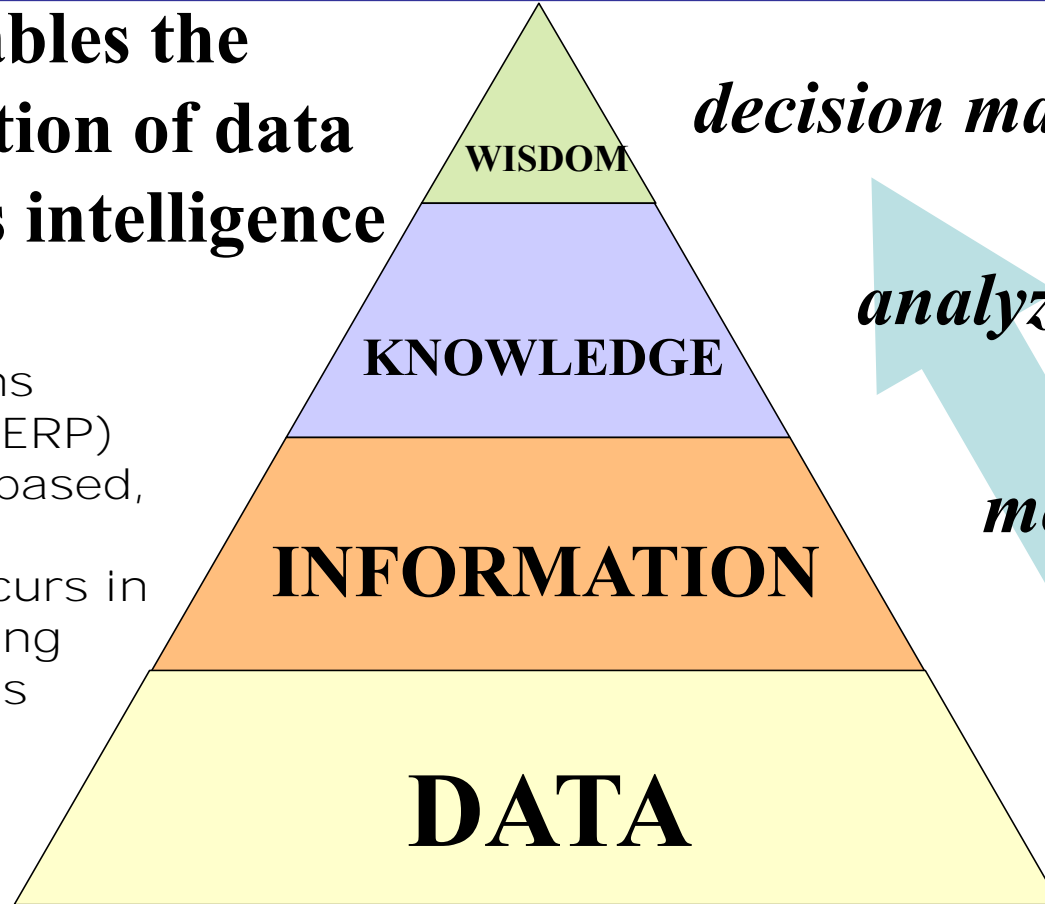 ables the
tion of data
s intelligence
WISDOM
decision ma
KNOWLEDGE
analyz
ns
ERP)
based,
curs in
ng
s
INFORMATION
m
DATA